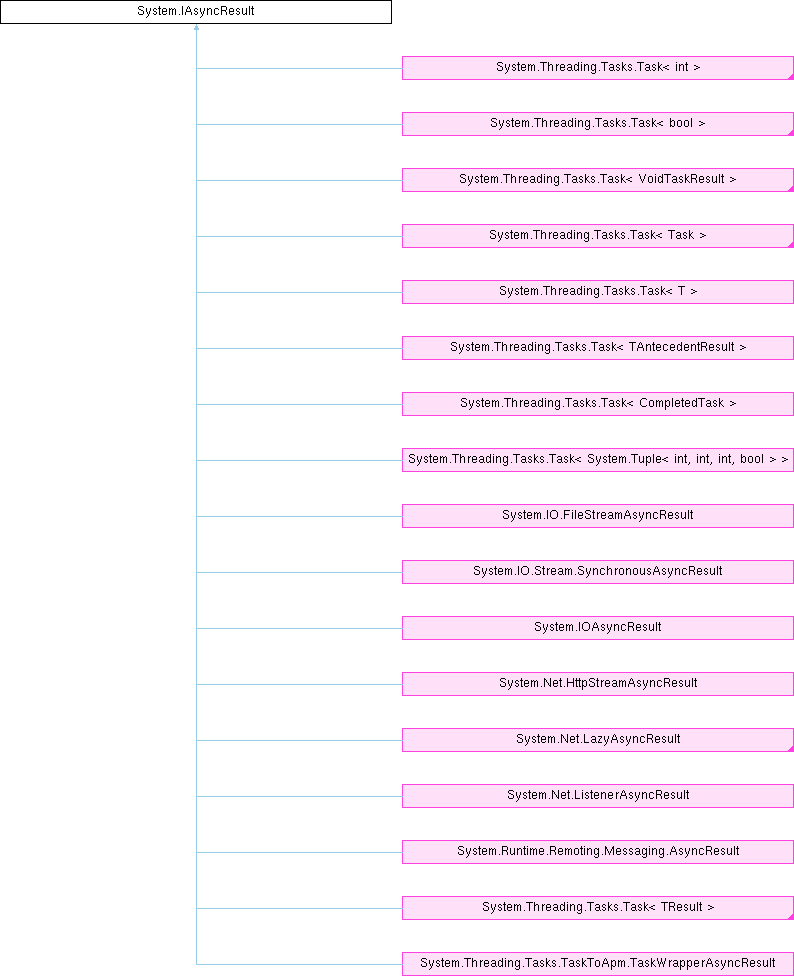 System.IAsyncResult
System.Threading.Tasks.Task< int >
System.Threading.Tasks.Task< bool >
System.Threading.Tasks.Task< VoidTaskResult >
System.Threading.Tasks.Task< Task >
System.Threading.Tasks.Task< T >
System.Threading.Tasks.Task< TAntecedentResult >
System.Threading.Tasks.Task< CompletedTask >
System.Threading.Tasks.Task< System.Tuple< int, int, int, bool > >
System.IO.FileStreamAsyncResult
System.IO.Stream.SynchronousAsyncResult
System.IOAsyncResult
System.Net.HttpStreamAsyncResult
System.Net.LazyAsyncResult
System.Net.ListenerAsyncResult
System.Runtime.Remoting.Messaging.AsyncResult
System.Threading.Tasks.Task< TResult >
System.Threading.Tasks.TaskToApm.TaskWrapperAsyncResult